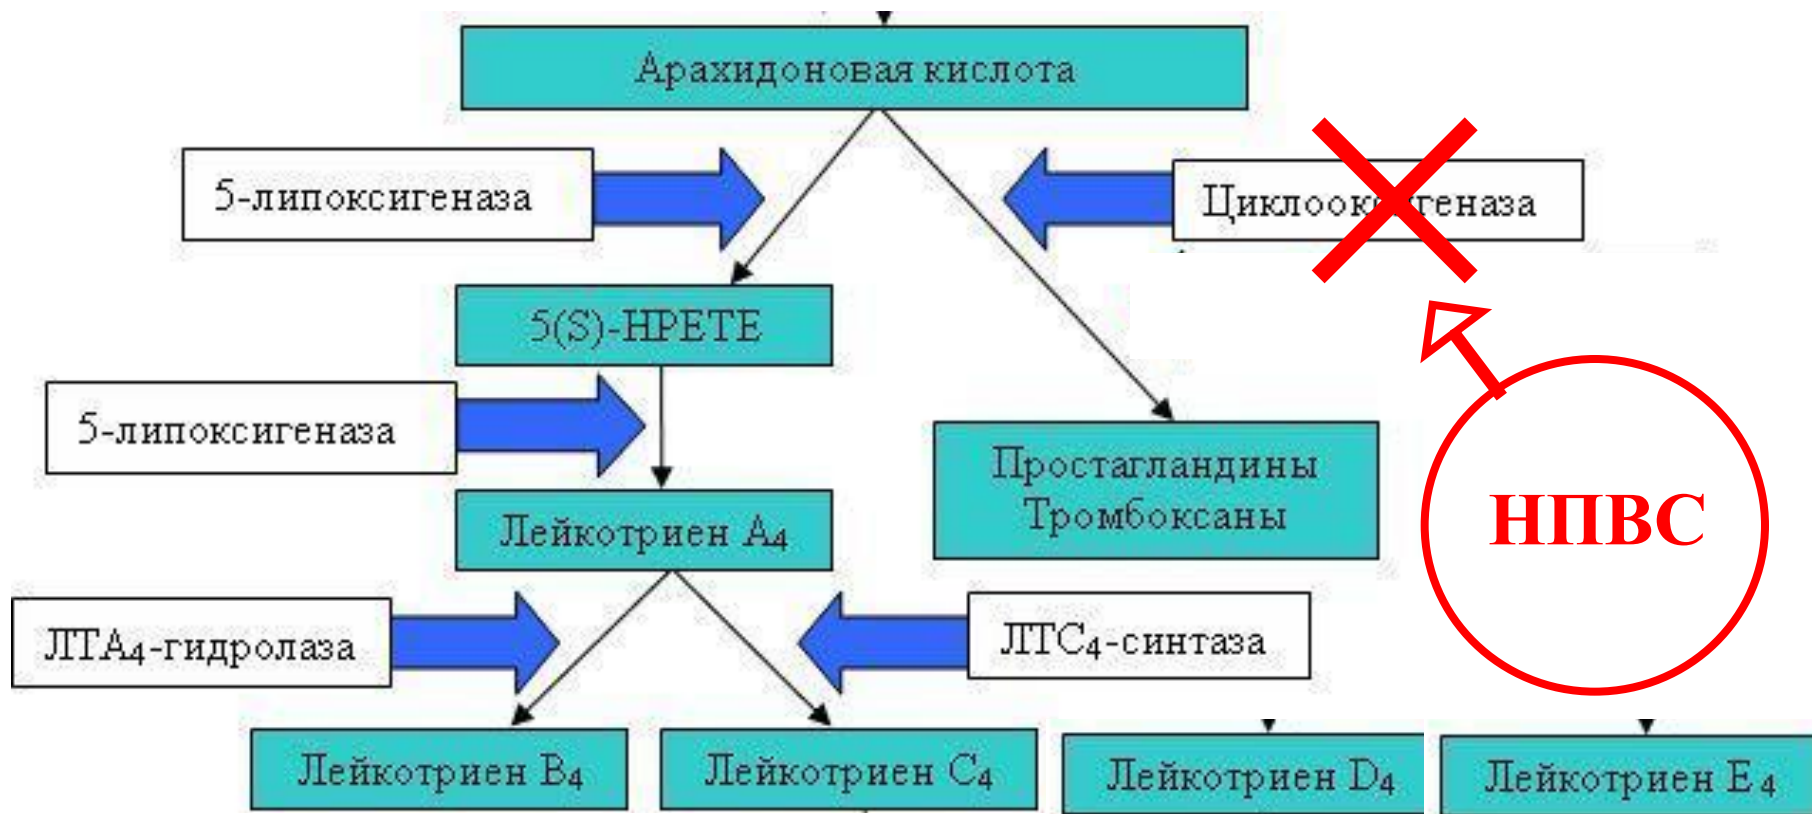 Арахидоновая кислота
5-липоксигеназа
Циклооксигеназа
5(S)-HPETE
5-липоксигеназа
Простагландины
Тромбоксаны
НПВС
Лейкотриен A₄
ЛТА₄-гидролаза
ЛТС₄-синтаза
Лейкотриен B₄
Лейкотриен C₄
Лейкотриен D₄
Лейкотриен E₄